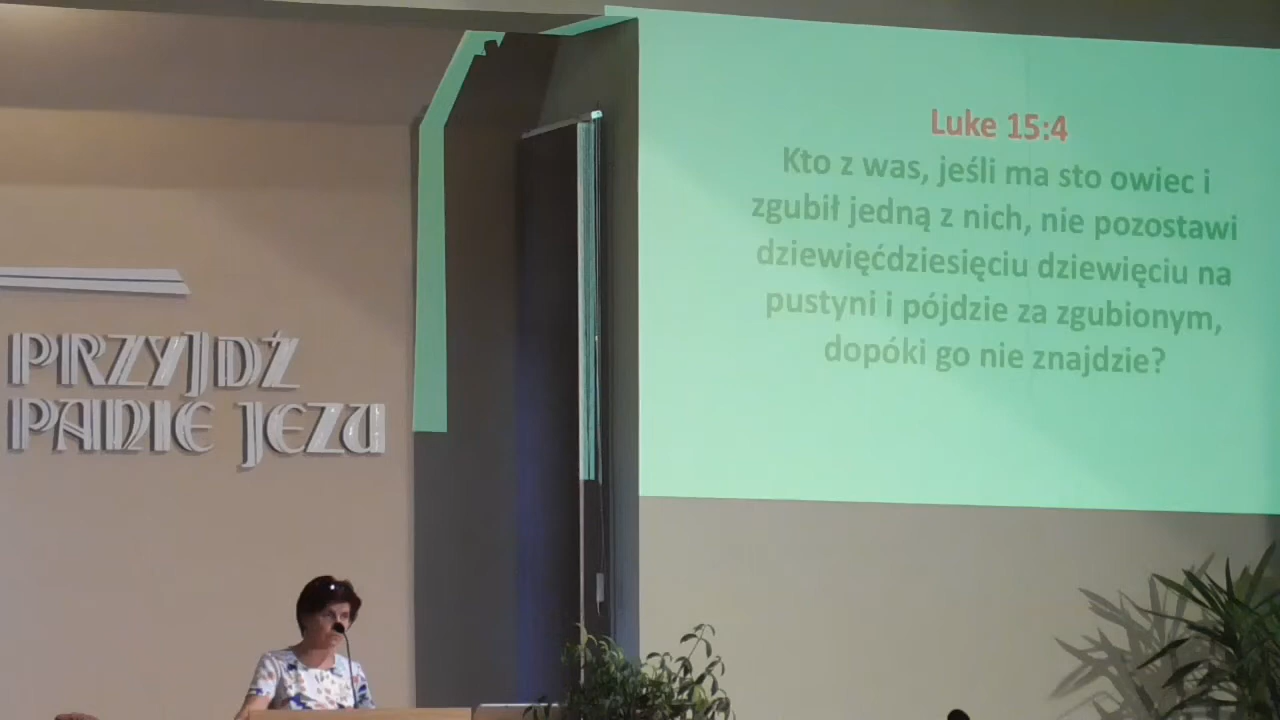 PRZYJDŹ
PANIE JEZU
Luke 15:4
Kto z was, jeśli ma sto owiec i
zgubił jedną z nich, nie pozostawi
dziewięćdziesięciu dziewięciu na
pustyni i pójdzie za zgubionym,
dopóki go nie znajdzie?